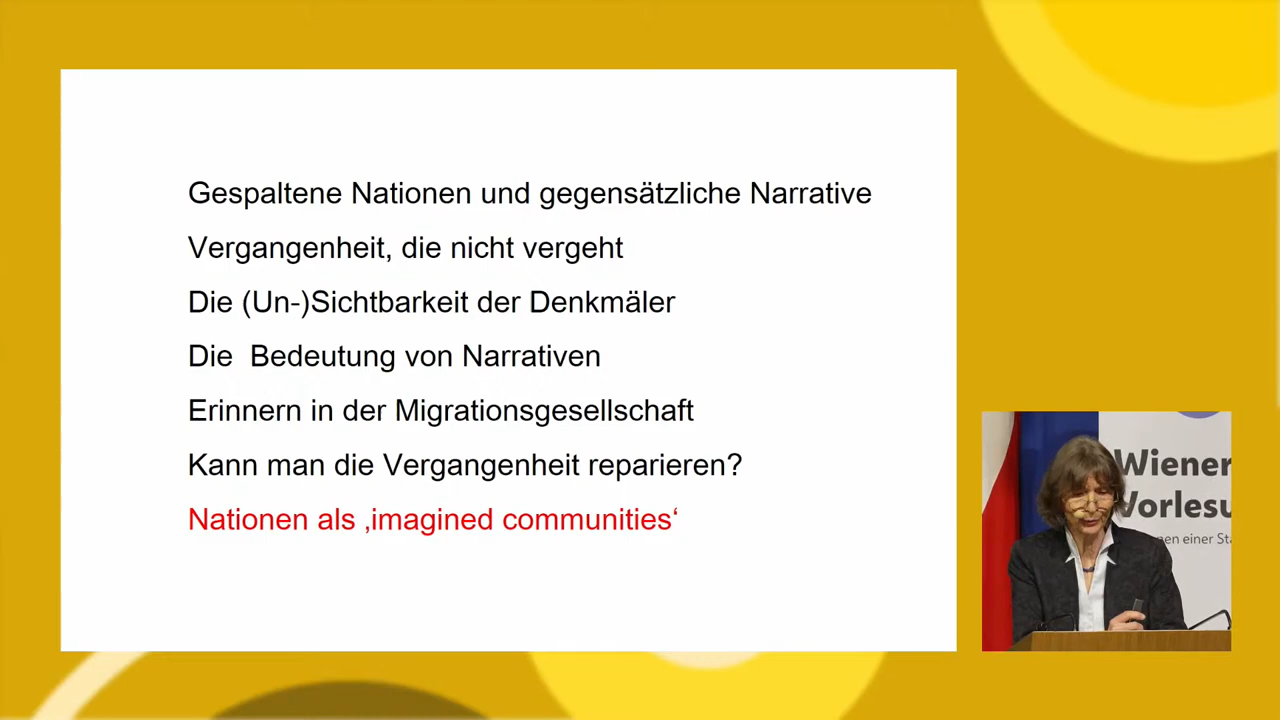 Gespaltene Nationen und gegensätzliche Narrative
Vergangenheit, die nicht vergeht
Die (Un-)Sichtbarkeit der Denkmäler
Die  Bedeutung von Narrativen
Erinnern in der Migrationsgesellschaft
Kann man die Vergangenheit reparieren?
Nationen als ‚imagined communities‘
Wiener
Vorlesu
en einer Sta